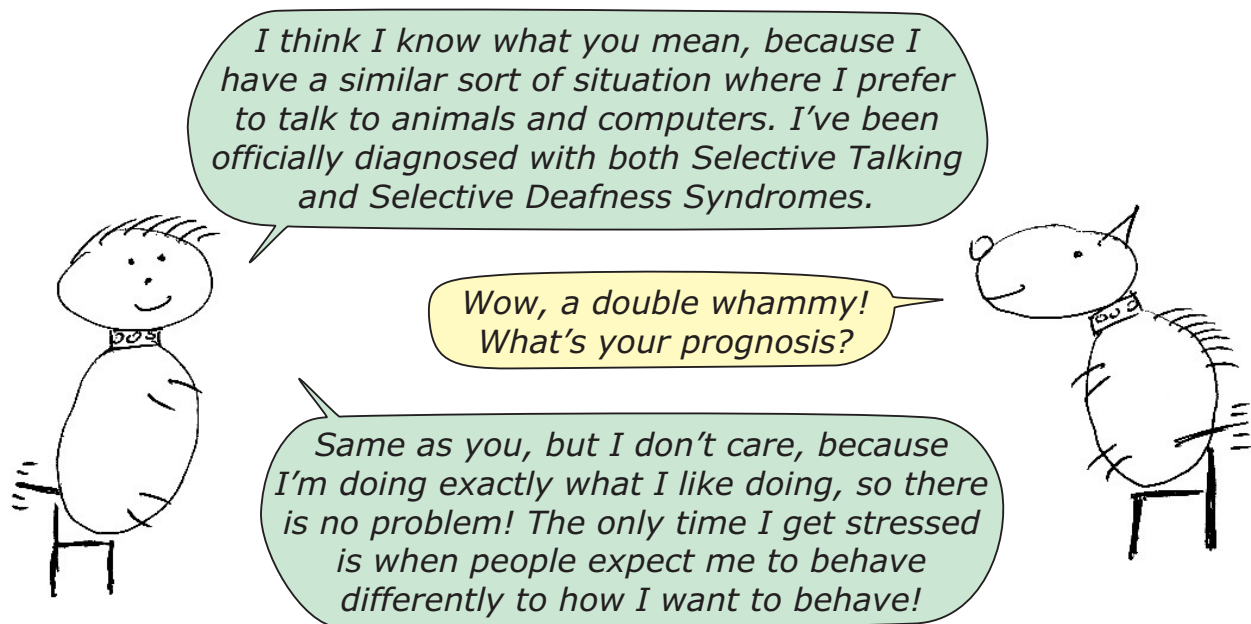 I think I know what you mean, because I
have a similar sort of situation where I prefer
to talk to animals and computers. I’ve been
officially diagnosed with both Selective Talking
and Selective Deafness Syndromes.
Wow, a double whammy!
What’s your prognosis?
Same as you, but I don’t care, because
I’m doing exactly what I like doing, so there
is no problem! The only time I get stressed
is when people expect me to behave
differently to how I want to behave!